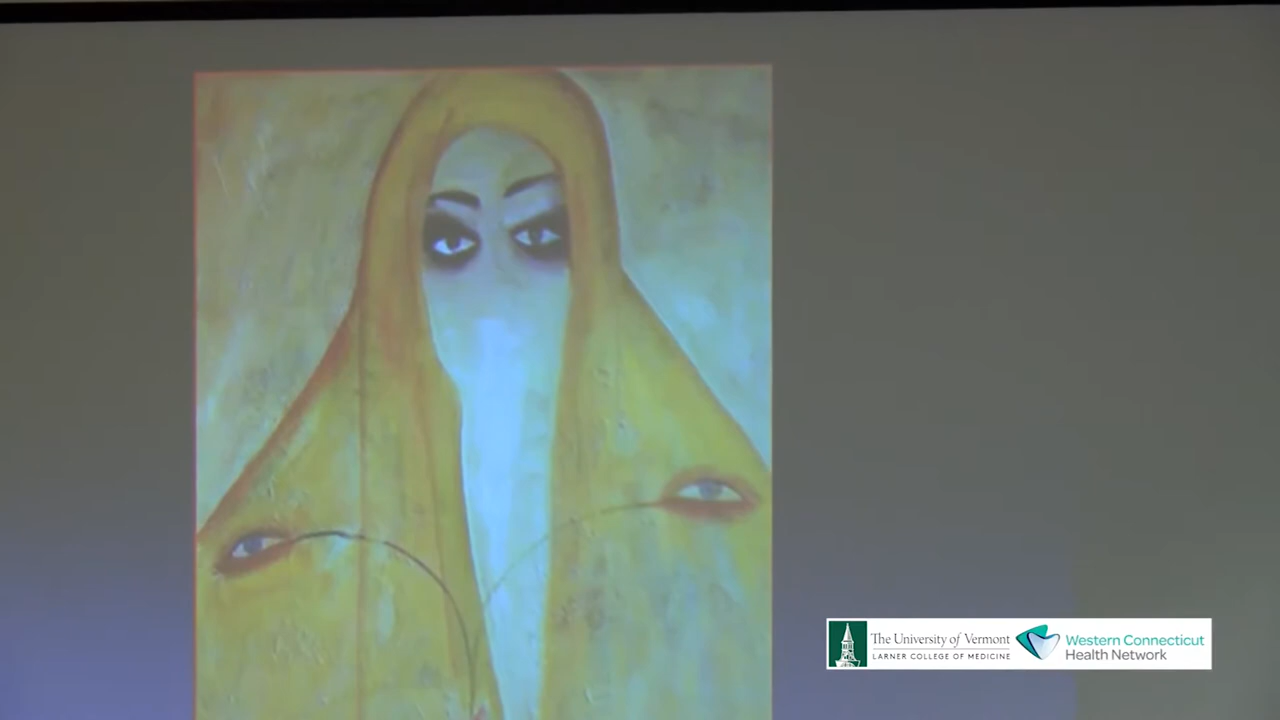 The University of Vermont
LARNER COLLEGE OF MEDICINE
Western Connecticut
Health Network